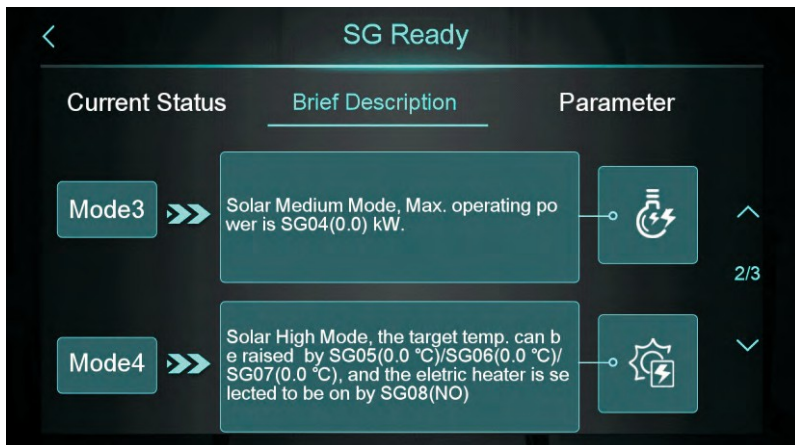 SG Ready
Current Status
Brief Description
Parameter
Mode3
Solar Medium Mode, Max. operating po
wer is SG04(0.0) kW.
2/3
Mode4
Solar High Mode, the target temp. can b
e raised by SG05(0.0 °C)/SG06(0.0 °C)/
SG07(0.0 °C), and the eletric heater is se
lected to be on by SG08(NO)